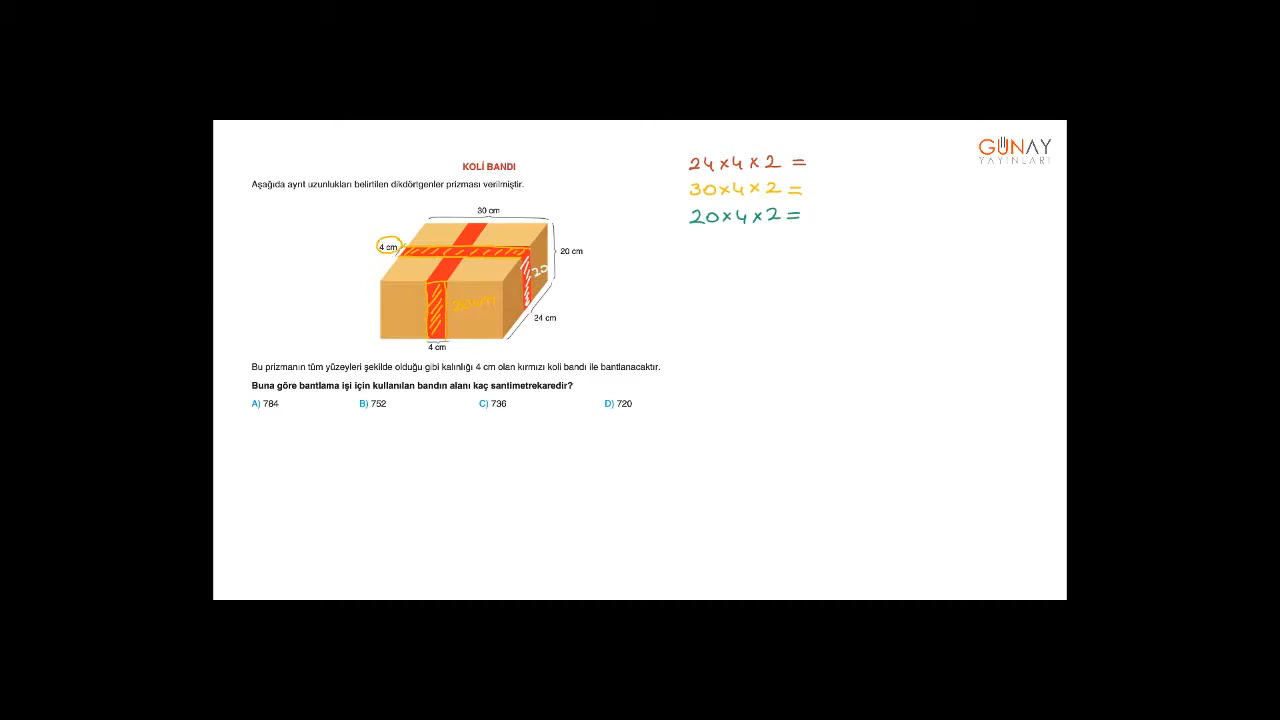 GÜNAY
YAYINLARI
KOLİ BANDI
Aşağıda ayrıt uzunlukları belirtilen dikdörtgenler prizması verilmiştir.
24×4×2 =
30×4×2 =
20×4×2 =
30 cm
4 cm
20 cm
20
24 cm
4 cm
Bu prizmanın tüm yüzeyleri şekilde olduğu gibi kalınlığı 4 cm olan kırmızı koli bandı ile bantlanacaktır.
Buna göre bantlama işi için kullanılan bandın alanı kaç santimetrekaredir?
A) 784 B) 752 C) 736 D) 720